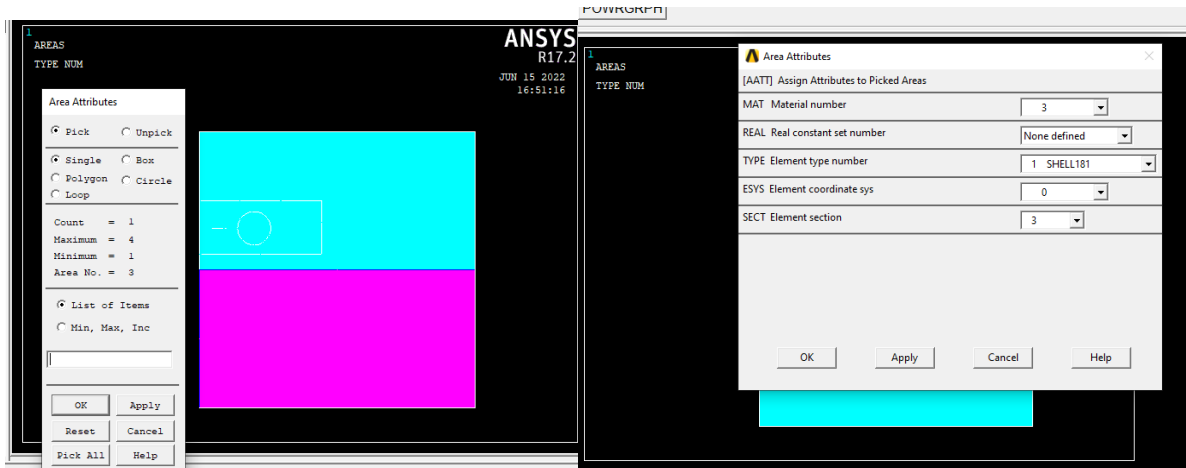 1
AREAS
TYPE NUM
ANSYS
R17.2
JUN 15 2022
16:51:16
Area Attributes
Pick Unpick
Single Box
Polygon Circle
Loop
Count = 1
Maximum = 4
Minimum = 1
Area No. = 3
List of Items
Min, Max, Inc
OK Apply
Reset Cancel
Pick All Help
POWRGRPH
1
AREAS
TYPE NUM
Area Attributes
[AATT] Assign Attributes to Picked Areas
MAT Material number 3
REAL Real constant set number None defined
TYPE Element type number 1 SHELL181
ESYS Element coordinate sys 0
SECT Element section 3
OK Apply Cancel Help